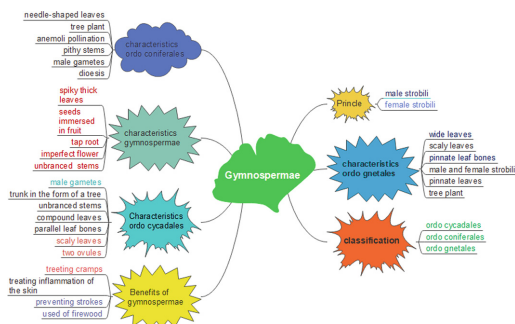 needle-shaped leaves
tree plant
anemoli pollination
pithy stems
male gametes
dioesis
characteristics
ordo coniferales
spiky thick
leaves
seeds
immersed
in fruit
tap root
imperfect flower
unbranced stems
characteristics
gymnospermae
male gametes
trunk in the form of a tree
unbranced stems
compound leaves
parallel leaf bones
scaly leaves
two ovules
Characteristics
ordo cycadales
treeting cramps
treating inflammation of
the skin
preventing strokes
used of firewood
Benefits of
gymnospermae
Gymnospermae
Princle
male strobili
female strobili
characteristics
ordo gnetales
wide leaves
scaly leaves
pinnate leaf bones
male and female strobili
pinnate leaves
tree plant
classification
ordo cycadales
ordo coniferales
ordo gnetales